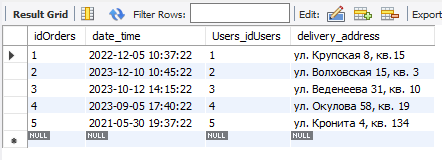 Result Grid Filter Rows: Edit: Export
idOrders date_time Users_idUsers delivery_address
1 2022-12-05 10:37:22 1 ул. Крупская 8, кв.15
2 2023-12-10 10:45:22 2 ул. Волховская 15, кв. 3
3 2023-10-12 14:15:22 3 ул. Веденеева 31, кв. 10
4 2023-09-05 17:40:22 4 ул. Окулова 58, кв. 19
5 2021-05-30 19:37:22 5 ул. Кронита 4, кв. 134
NULL NULL NULL NULL